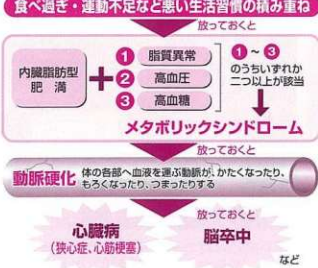 食べ過ぎ・運動不足など悪い生活習慣の積み重ね
放っておくと
内臓脂肪型
肥満
+
1 脂質異常
2 高血圧
3 高血糖
1 ~ 3
のうちいずれか
二つ以上が該当
メタボリックシンドローム
放っておくと
動脈硬化
体の各部へ血液を運ぶ動脈が、かたくなったり、
もろくなったり、つまったりする
放っておくと
心臓病
(狭心症、心筋梗塞)
脳卒中
など